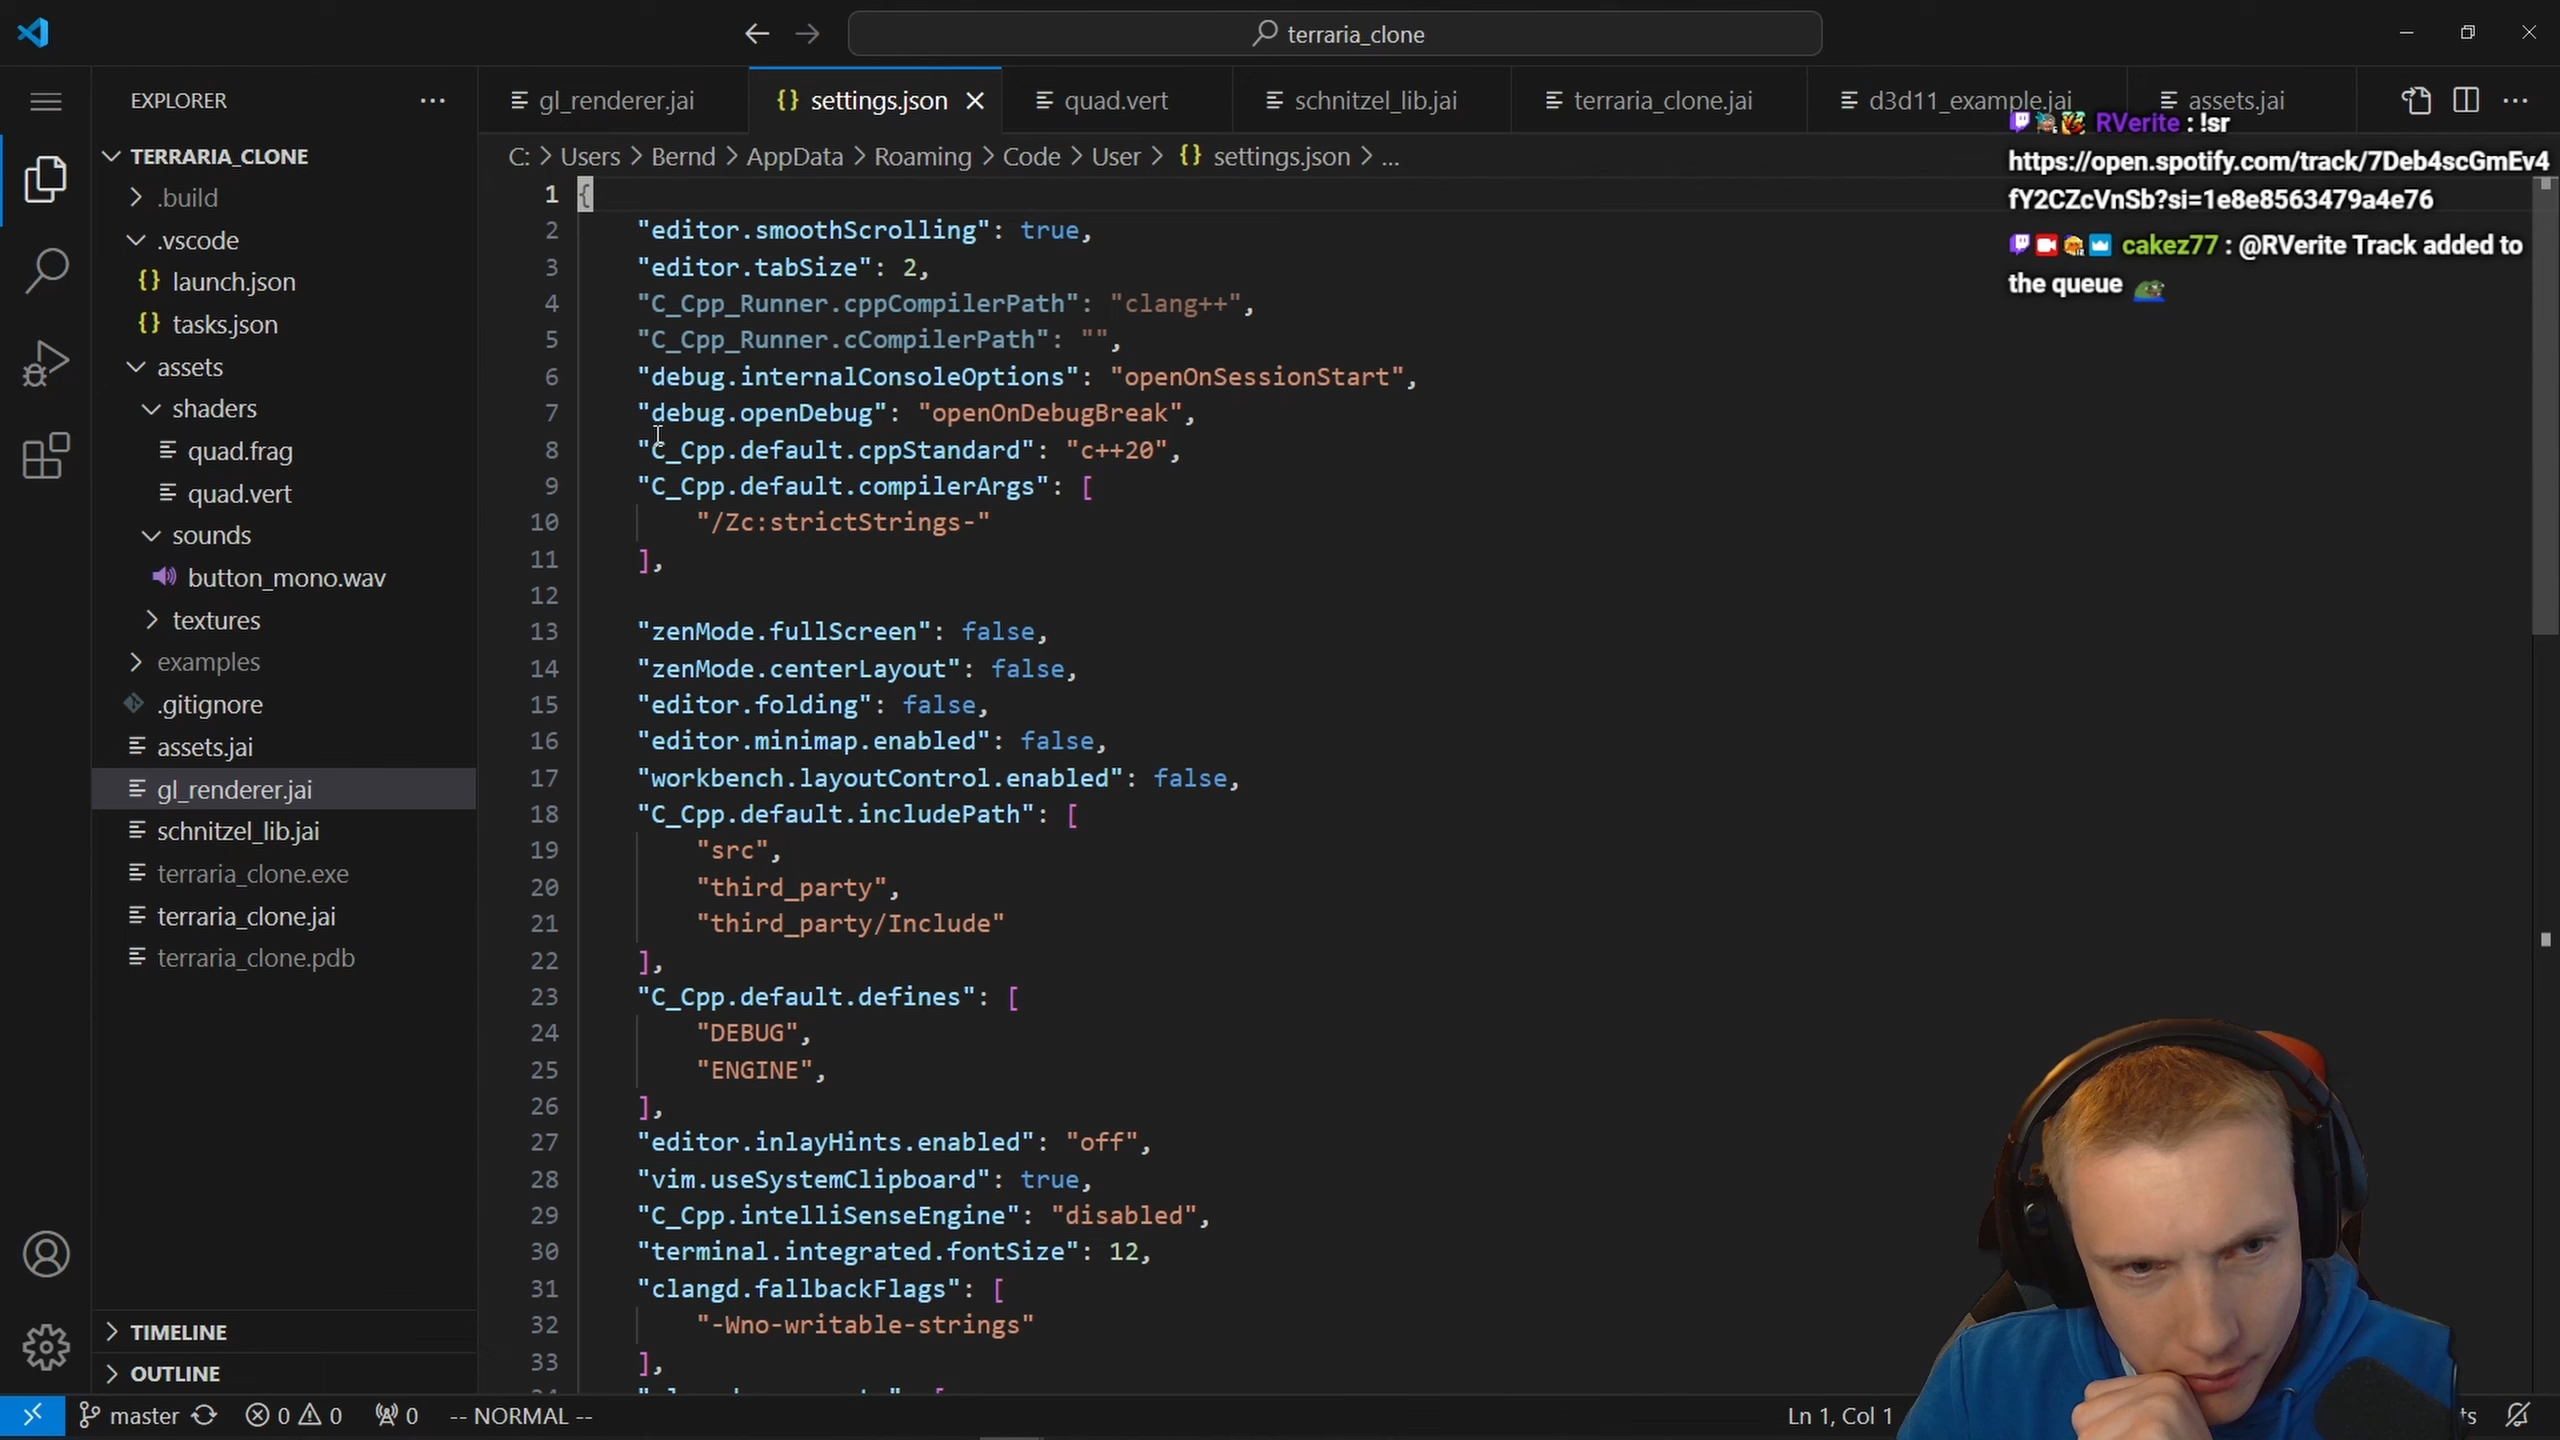 terraria_clone
EXPLORER
TERRARIA_CLONE
.build
.vscode
launch.json
tasks.json
assets
shaders
quad.frag
quad.vert
sounds
button_mono.wav
textures
examples
.gitignore
assets.jai
gl_renderer.jai
schnitzel_lib.jai
terraria_clone.exe
terraria_clone.jai
terraria_clone.pdb
TIMELINE
OUTLINE
gl_renderer.jai
{} settings.json
quad.vert
schnitzel_lib.jai
terraria_clone.jai
d3d11_example.jai
assets.jai
C: > Users > Bernd > AppData > Roaming > Code > User > {} settings.json > ...
1 {
2 "editor.smoothScrolling": true,
3 "editor.tabSize": 2,
4 "C_Cpp_Runner.cppCompilerPath": "clang++",
5 "C_Cpp_Runner.cCompilerPath": "",
6 "debug.internalConsoleOptions": "openOnSessionStart",
7 "debug.openDebug": "openOnDebugBreak",
8 "C_Cpp.default.cppStandard": "c++20",
9 "C_Cpp.default.compilerArgs": [
10 "/Zc:strictStrings-"
11 ],
12
13 "zenMode.fullScreen": false,
14 "zenMode.centerLayout": false,
15 "editor.folding": false,
16 "editor.minimap.enabled": false,
17 "workbench.layoutControl.enabled": false,
18 "C_Cpp.default.includePath": [
19 "src",
20 "third_party",
21 "third_party/Include"
22 ],
23 "C_Cpp.default.defines": [
24 "DEBUG",
25 "ENGINE",
26 ],
27 "editor.inlayHints.enabled": "off",
28 "vim.useSystemClipboard": true,
29 "C_Cpp.intelliSenseEngine": "disabled",
30 "terminal.integrated.fontSize": 12,
31 "clangd.fallbackFlags": [
32 "-Wno-writable-strings"
33 ],
RVerite : !sr
https://open.spotify.com/track/7Deb4scGmEv4
fY2CZcVnSb?si=1e8e8563479a4e76
cakez77 : @RVerite Track added to
the queue
master 0 0 0 -- NORMAL -- Ln 1, Col 1